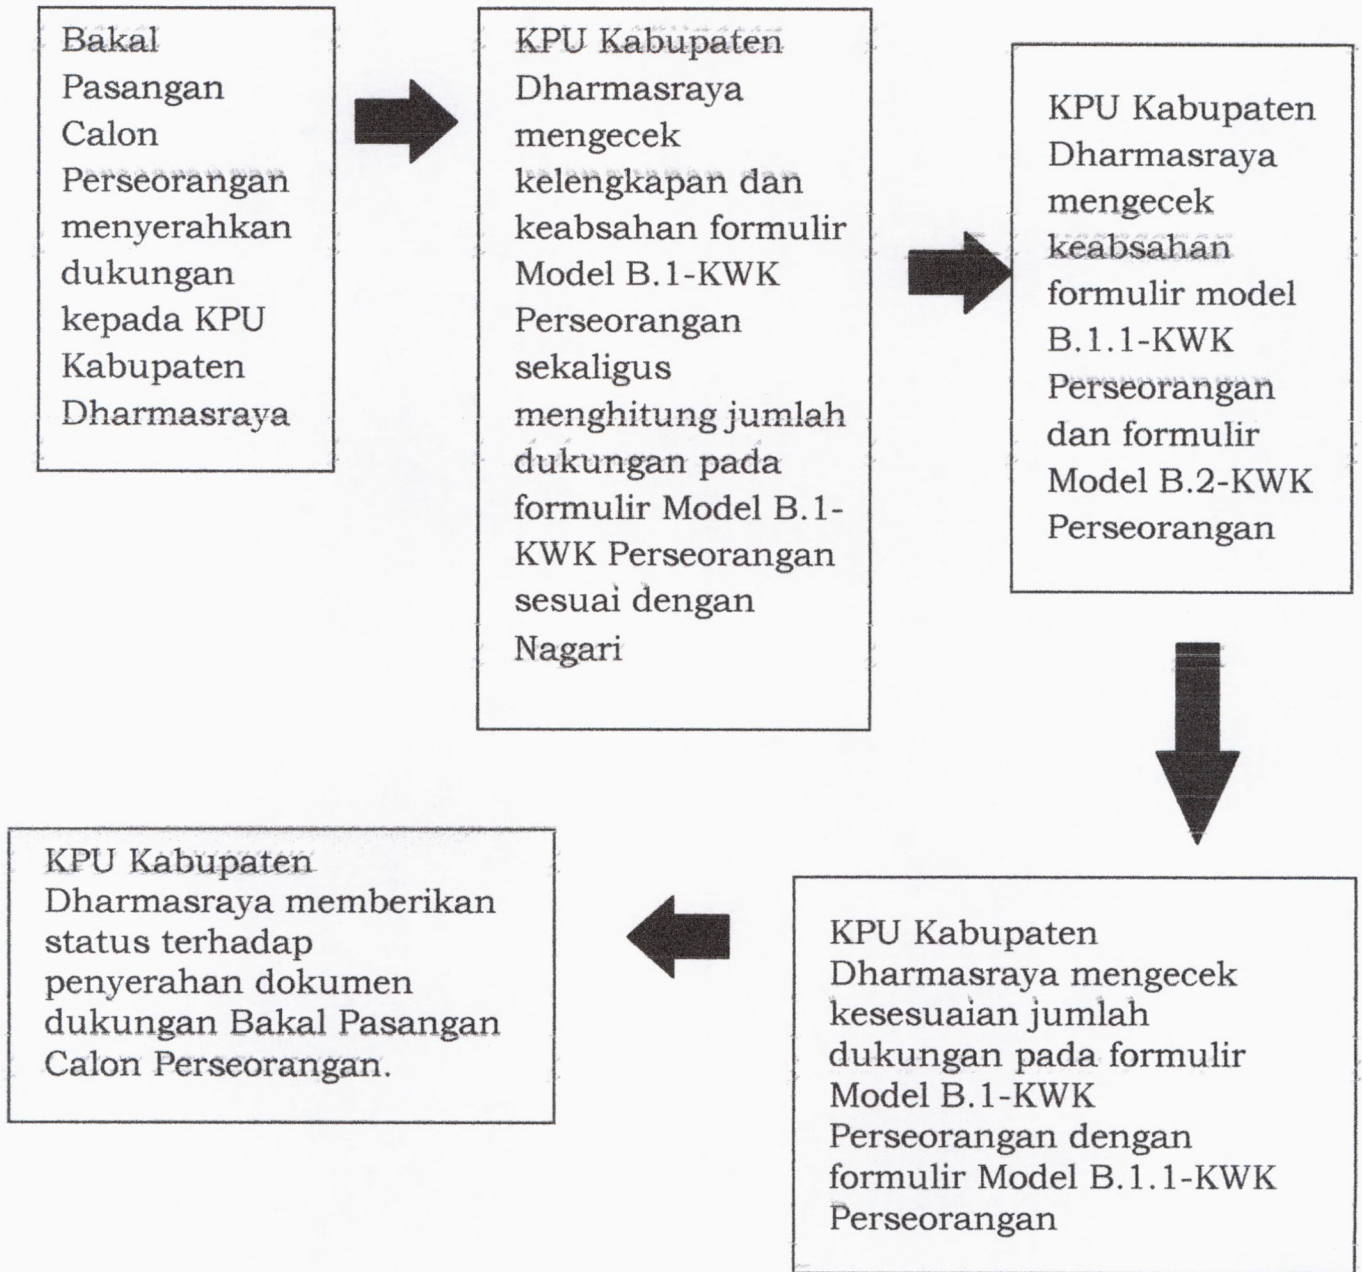 Bakal
Pasangan
Calon
Perseorangan
menyerahkan
dukungan
kepada KPU
Kabupaten
Dharmasraya
KPU Kabupaten
Dharmasraya
mengecek
kelengkapan dan
keabsahan formulir
Model B.1-KWK
Perseorangan
sekaligus
menghitung jumlah
dukungan pada
formulir Model B.1-
KWK Perseorangan
sesuai dengan
Nagari
KPU Kabupaten
Dharmasraya
mengecek
keabsahan
formulir model
B.1.1-KWK
Perseorangan
dan formulir
Model B.2-KWK
Perseorangan
KPU Kabupaten
Dharmasraya mengecek
kesesuaian jumlah
dukungan pada formulir
Model B.1-KWK
Perseorangan dengan
formulir Model B.1.1-KWK
Perseorangan
KPU Kabupaten
Dharmasraya memberikan
status terhadap
penyerahan dokumen
dukungan Bakal Pasangan
Calon Perseorangan.